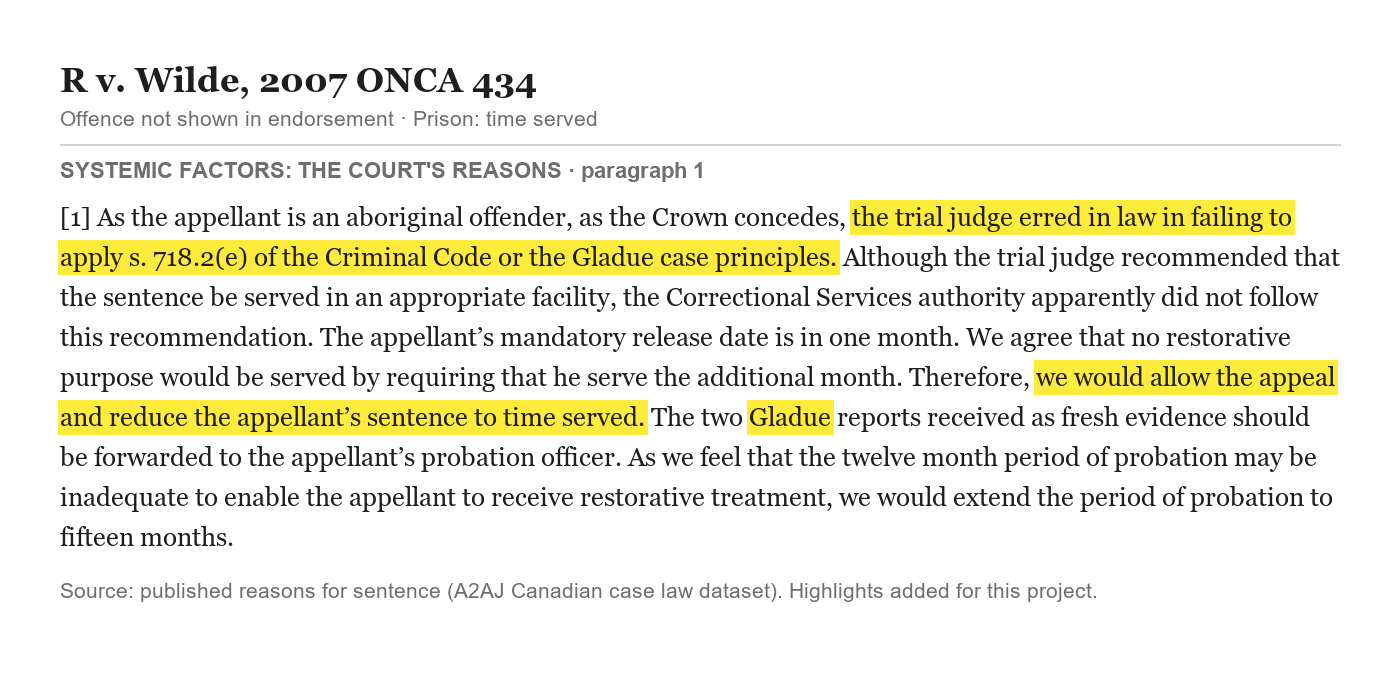 R v. Wilde, 2007 ONCA 434
Offence not shown in endorsement · Prison: time served
SYSTEMIC FACTORS: THE COURT'S REASONS · paragraph 1
[1] As the appellant is an aboriginal offender, as the Crown concedes, the trial judge erred in law in failing to
apply s. 718.2(e) of the Criminal Code or the Gladue case principles. Although the trial judge recommended that
the sentence be served in an appropriate facility, the Correctional Services authority apparently did not follow
this recommendation. The appellant’s mandatory release date is in one month. We agree that no restorative
purpose would be served by requiring that he serve the additional month. Therefore, we would allow the appeal
and reduce the appellant’s sentence to time served. The two Gladue reports received as fresh evidence should
be forwarded to the appellant’s probation officer. As we feel that the twelve month period of probation may be
inadequate to enable the appellant to receive restorative treatment, we would extend the period of probation to
fifteen months.
Source: published reasons for sentence (A2AJ Canadian case law dataset). Highlights added for this project.